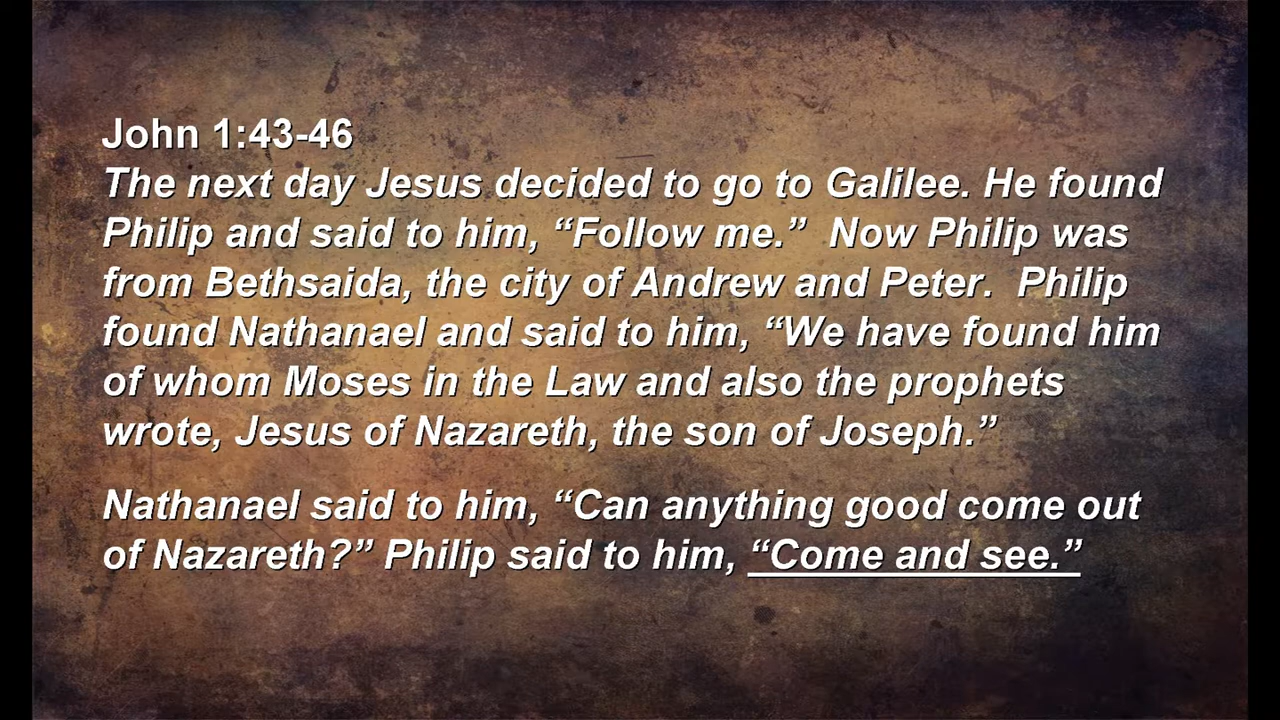 John 1:43-46
The next day Jesus decided to go to Galilee. He found
Philip and said to him, “Follow me.”  Now Philip was
from Bethsaida, the city of Andrew and Peter.  Philip
found Nathanael and said to him, “We have found him
of whom Moses in the Law and also the prophets
wrote, Jesus of Nazareth, the son of Joseph.”
Nathanael said to him, “Can anything good come out
of Nazareth?” Philip said to him, “Come and see.”